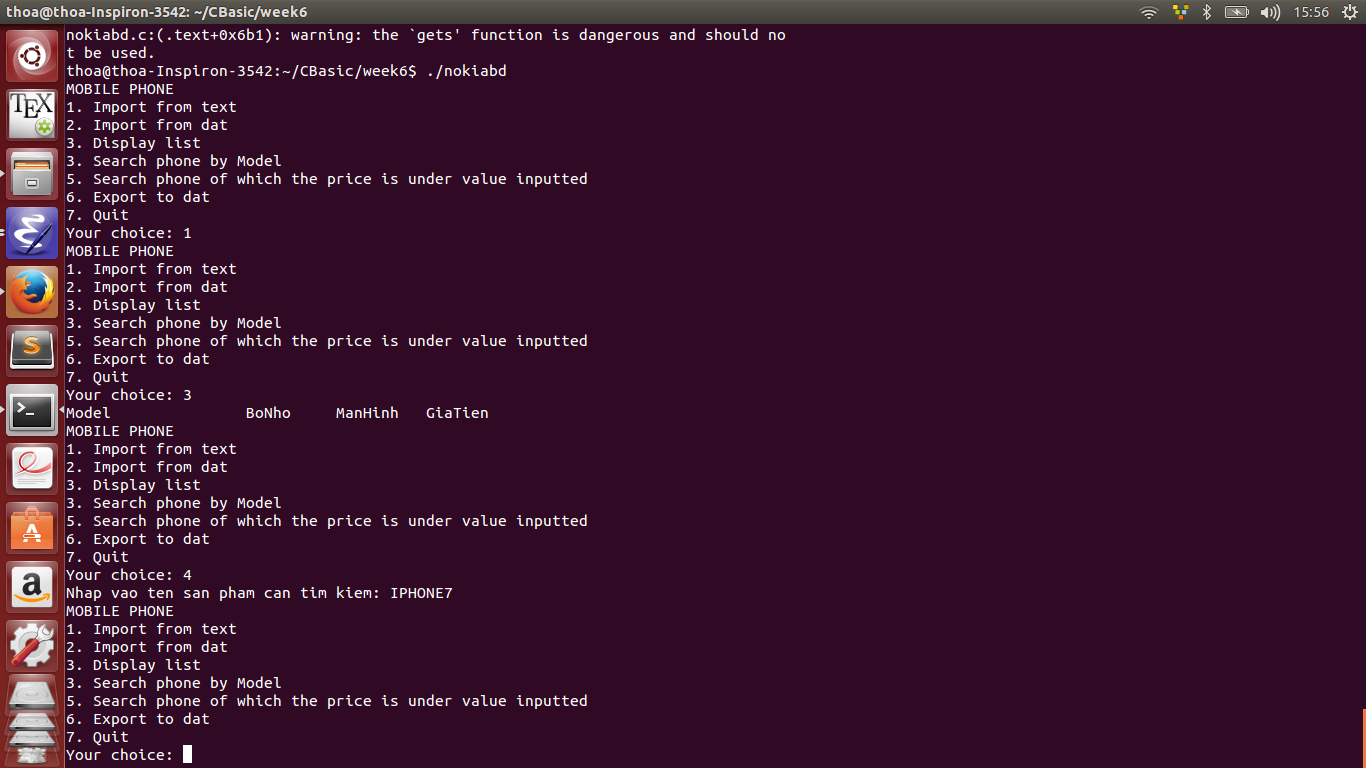 thoa@thoa-Inspiron-3542: ~/CBasic/week6 15:56
nokiabd.c:(.text+0x6b1): warning: the `gets' function is dangerous and should no
t be used.
thoa@thoa-Inspiron-3542:~/CBasic/week6$ ./nokiabd
MOBILE PHONE
1. Import from text
2. Import from dat
3. Display list
3. Search phone by Model
5. Search phone of which the price is under value inputted
6. Export to dat
7. Quit
Your choice: 1
MOBILE PHONE
1. Import from text
2. Import from dat
3. Display list
3. Search phone by Model
5. Search phone of which the price is under value inputted
6. Export to dat
7. Quit
Your choice: 3
Model BoNho ManHinh GiaTien
MOBILE PHONE
1. Import from text
2. Import from dat
3. Display list
3. Search phone by Model
5. Search phone of which the price is under value inputted
6. Export to dat
7. Quit
Your choice: 4
Nhap vao ten san pham can tim kiem: IPHONE7
MOBILE PHONE
1. Import from text
2. Import from dat
3. Display list
3. Search phone by Model
5. Search phone of which the price is under value inputted
6. Export to dat
7. Quit
Your choice:
TEX
S
>_
A
a